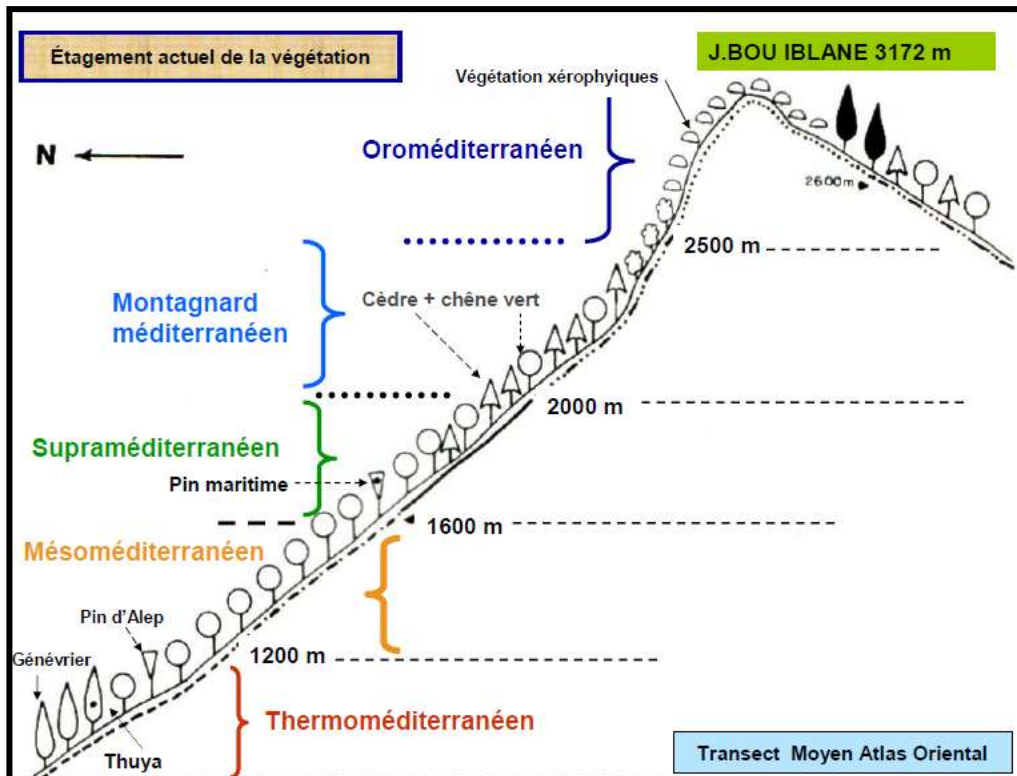 Étagement actuel de la végétation
J.BOU IBLANE 3172 m
Végétation xérophyiques
N
Oroméditerranéen
2600m
2500 m
Montagnard
méditerranéen
Cèdre + chêne vert
2000 m
Supraméditerranéen
Pin maritime
1600 m
Mésoméditerranéen
Pin d'Alep
Génévrier
1200 m
Thermoméditerranéen
Thuya
Transect Moyen Atlas Oriental